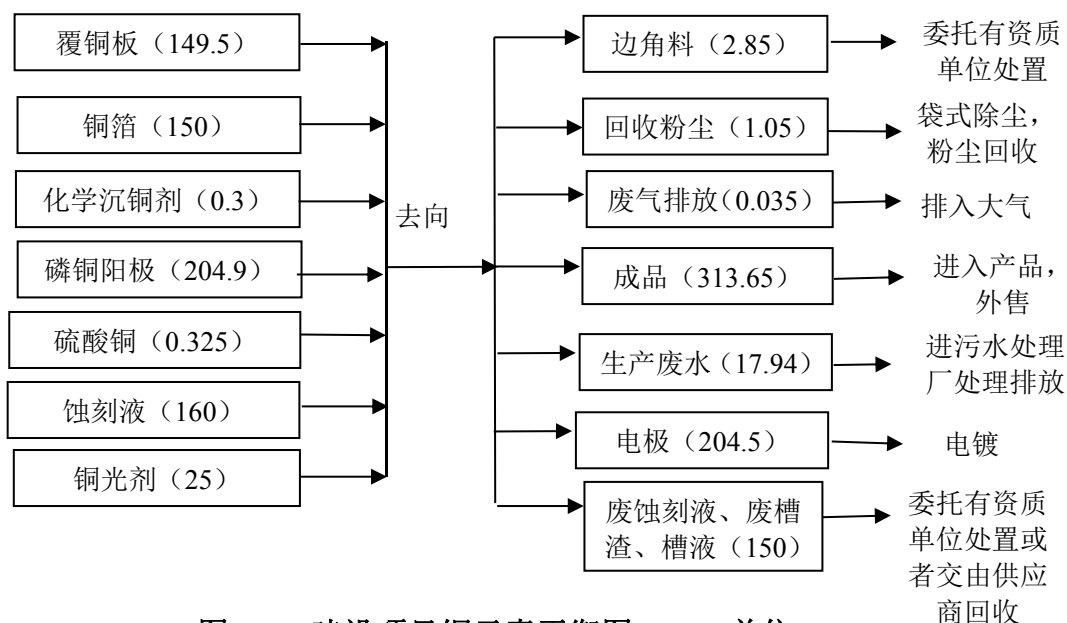 覆铜板（149.5）
铜箔（150）
化学沉铜剂（0.3）
磷铜阳极（204.9）
硫酸铜（0.325）
蚀刻液（160）
铜光剂（25）
去向
边角料（2.85）
委托有资质
单位处置
回收粉尘（1.05）
袋式除尘，
粉尘回收
废气排放（0.035）
排入大气
成品（313.65）
进入产品，
外售
生产废水（17.94）
进污水处理
厂处理排放
电极（204.5）
电镀
废蚀刻液、废槽
渣、槽液（150）
委托有资质
单位处置或
者交由供应
商回收